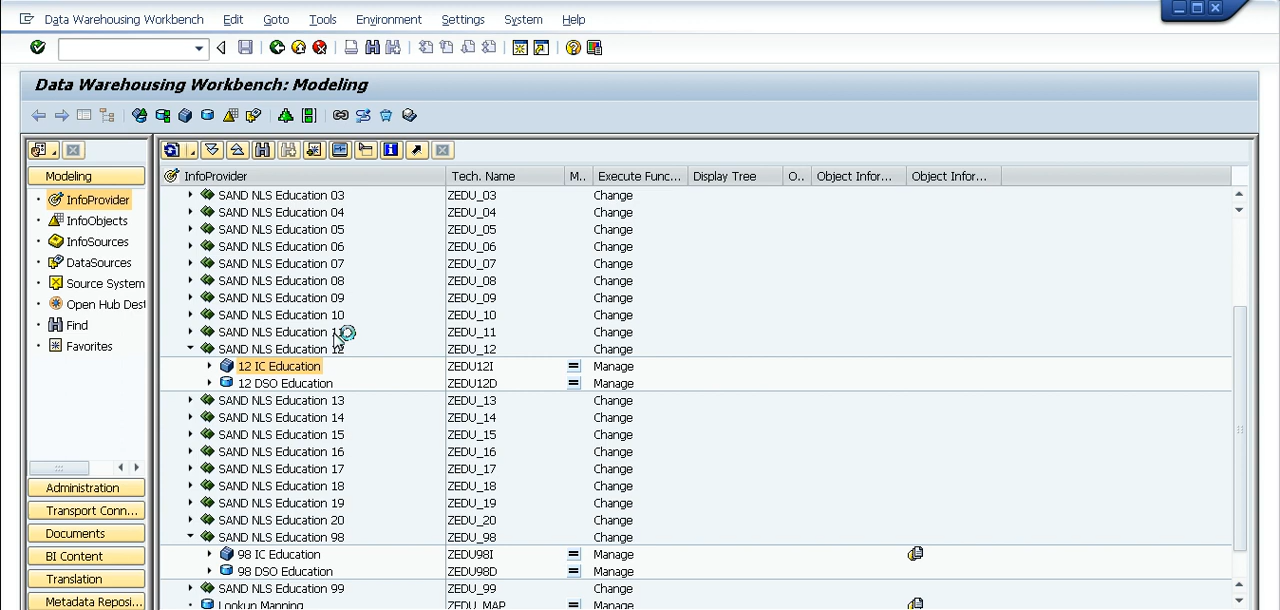 Data Warehousing Workbench Edit Goto Tools Environment Settings System Help
Data Warehousing Workbench: Modeling
Modeling
InfoProvider
InfoObjects
InfoSources
DataSources
Source System
Open Hub Dest
Find
Favorites
Administration
Transport Conn...
Documents
BI Content
Translation
Metadata Reposi...
InfoProvider Tech. Name M.. Execute Func... Display Tree O.. Object Infor... Object Infor...
SAND NLS Education 03 ZEDU_03 Change
SAND NLS Education 04 ZEDU_04 Change
SAND NLS Education 05 ZEDU_05 Change
SAND NLS Education 06 ZEDU_06 Change
SAND NLS Education 07 ZEDU_07 Change
SAND NLS Education 08 ZEDU_08 Change
SAND NLS Education 09 ZEDU_09 Change
SAND NLS Education 10 ZEDU_10 Change
SAND NLS Education 11 ZEDU_11 Change
SAND NLS Education 12 ZEDU_12 Change
12 IC Education ZEDU12I Manage
12 DSO Education ZEDU12D Manage
SAND NLS Education 13 ZEDU_13 Change
SAND NLS Education 14 ZEDU_14 Change
SAND NLS Education 15 ZEDU_15 Change
SAND NLS Education 16 ZEDU_16 Change
SAND NLS Education 17 ZEDU_17 Change
SAND NLS Education 18 ZEDU_18 Change
SAND NLS Education 19 ZEDU_19 Change
SAND NLS Education 20 ZEDU_20 Change
SAND NLS Education 98 ZEDU_98 Change
98 IC Education ZEDU98I Manage
98 DSO Education ZEDU98D Manage
SAND NLS Education 99 ZEDU_99 Change
Lookup Mapping ZEDU_MAP Manage